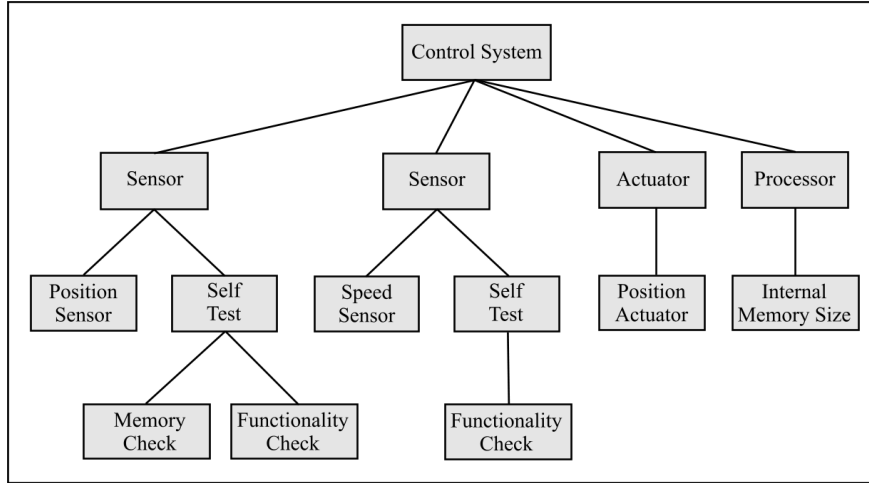 Control System
Sensor
Sensor
Actuator
Processor
Position
Sensor
Self
Test
Speed
Sensor
Self
Test
Position
Actuator
Internal
Memory Size
Memory
Check
Functionality
Check
Functionality
Check